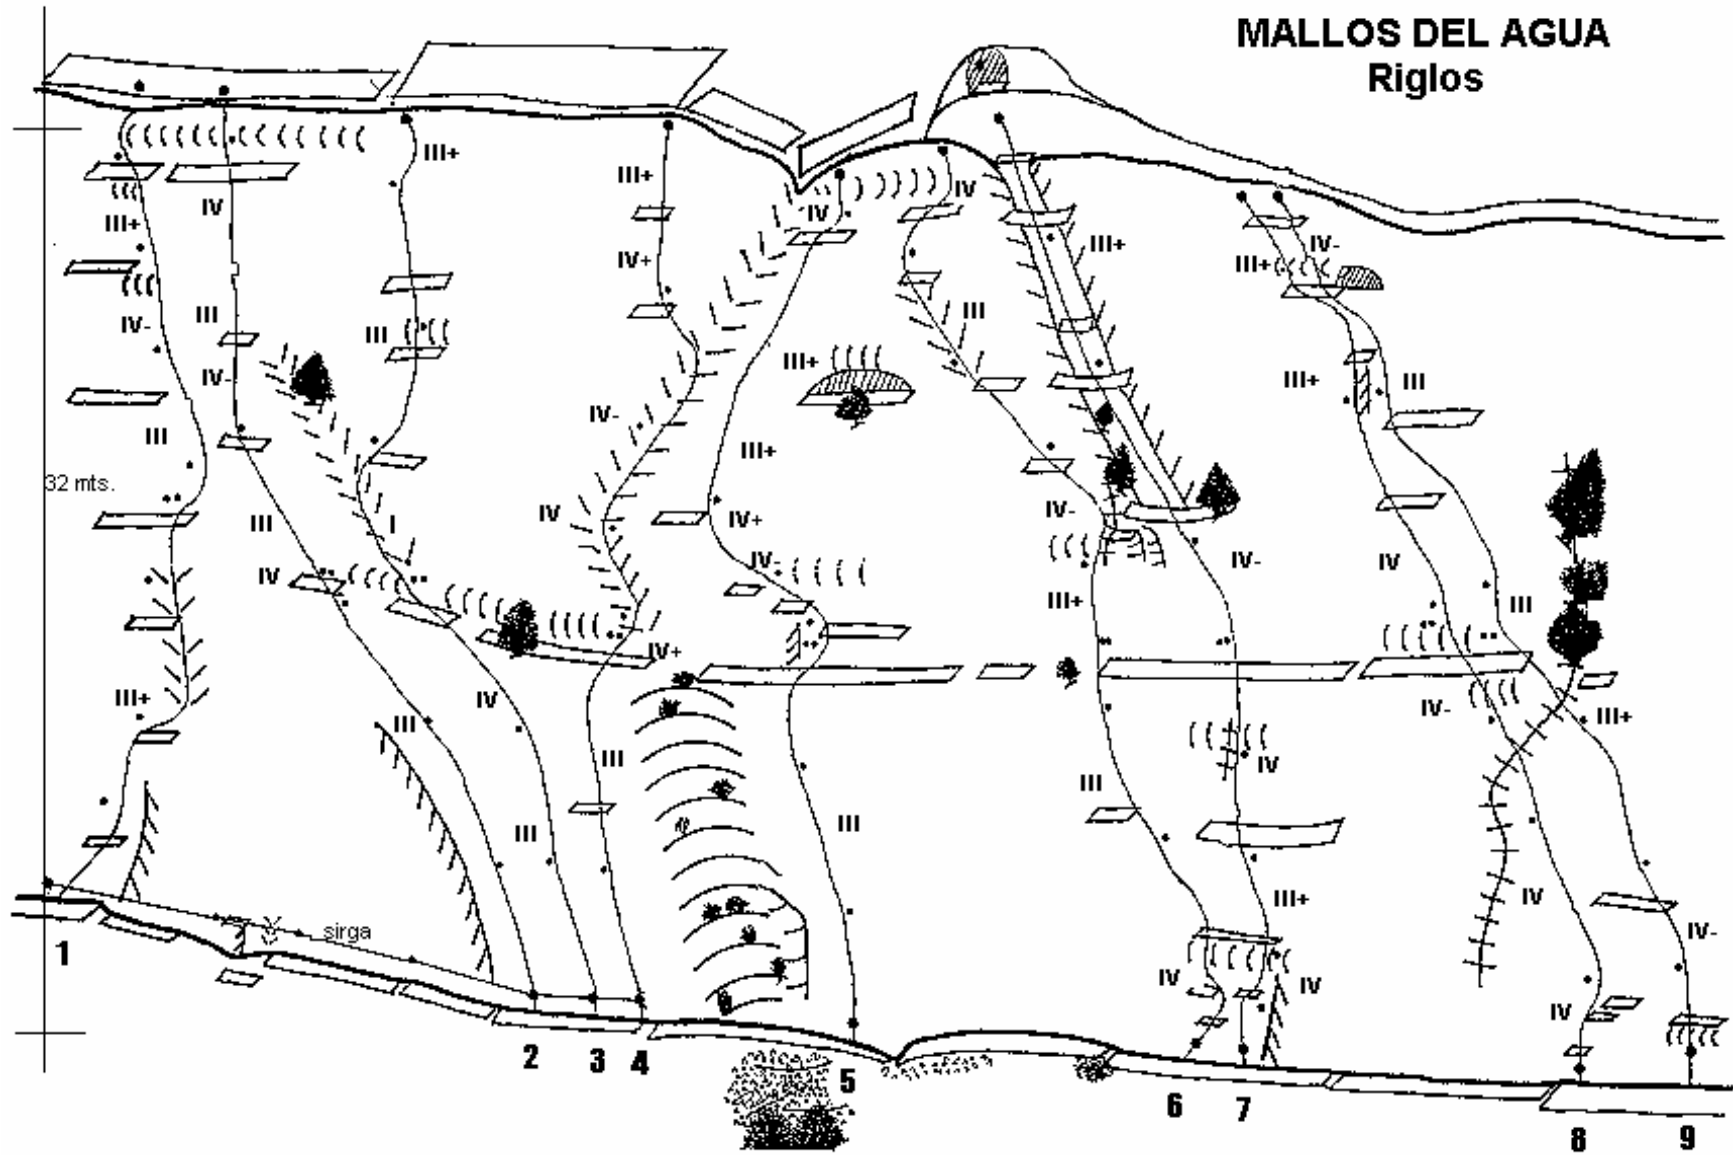 MALLOS DEL AGUA
Riglos
III+
III+
III+
IV
IV
IV
III+
IV+
III+
IV-
III+
IV-
III
III
III
III+
IV-
IV-
III+
III
IV-
III
III+
32 mts.
III
I
IV
IV+
IV-
IV-
IV-
IV
IV
III+
III
IV+
III+
IV
IV-
III+
III
III
IV
III
III
III
IV
III+
IV-
sirga
IV
IV
IV
1
2
3
4
5
6
7
8
9